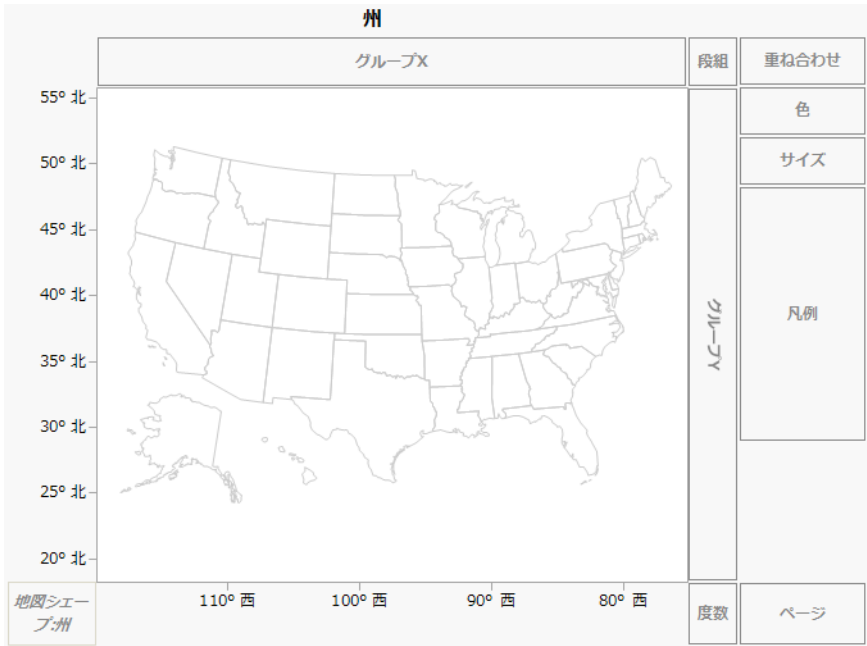 州
グループX
段組
重ね合わせ
色
サイズ
凡例
グループY
55° 北
50° 北
45° 北
40° 北
35° 北
30° 北
25° 北
20° 北
110° 西
100° 西
90° 西
80° 西
地図シェー
プ:州
度数
ページ